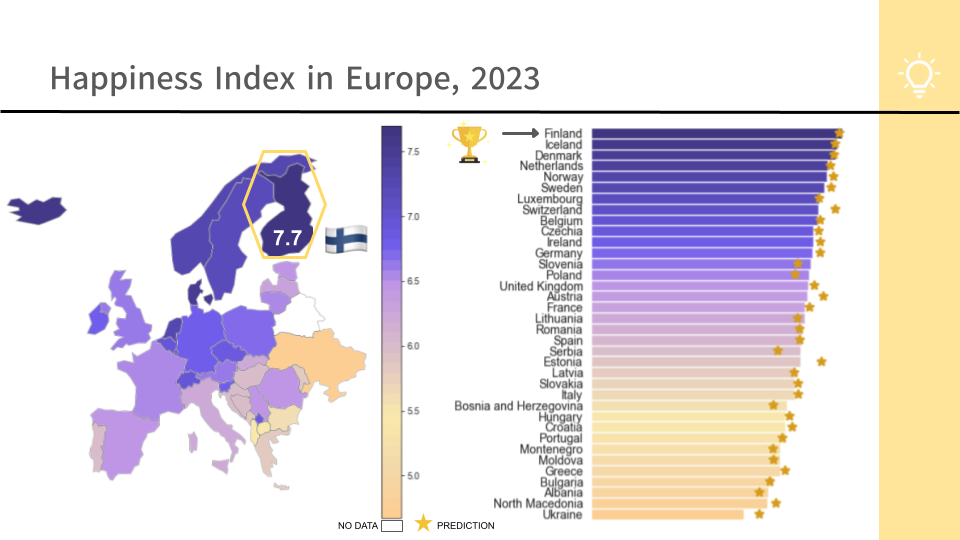 Happiness Index in Europe, 2023
7.7
7.5
7.0
6.5
6.0
5.5
5.0
NO DATA
PREDICTION
Finland
Iceland
Denmark
Netherlands
Norway
Sweden
Luxembourg
Switzerland
Belgium
Czechia
Ireland
Germany
Slovenia
Poland
United Kingdom
Austria
France
Lithuania
Romania
Spain
Serbia
Estonia
Latvia
Slovakia
Italy
Bosnia and Herzegovina
Hungary
Croatia
Portugal
Montenegro
Moldova
Greece
Bulgaria
Albania
North Macedonia
Ukraine